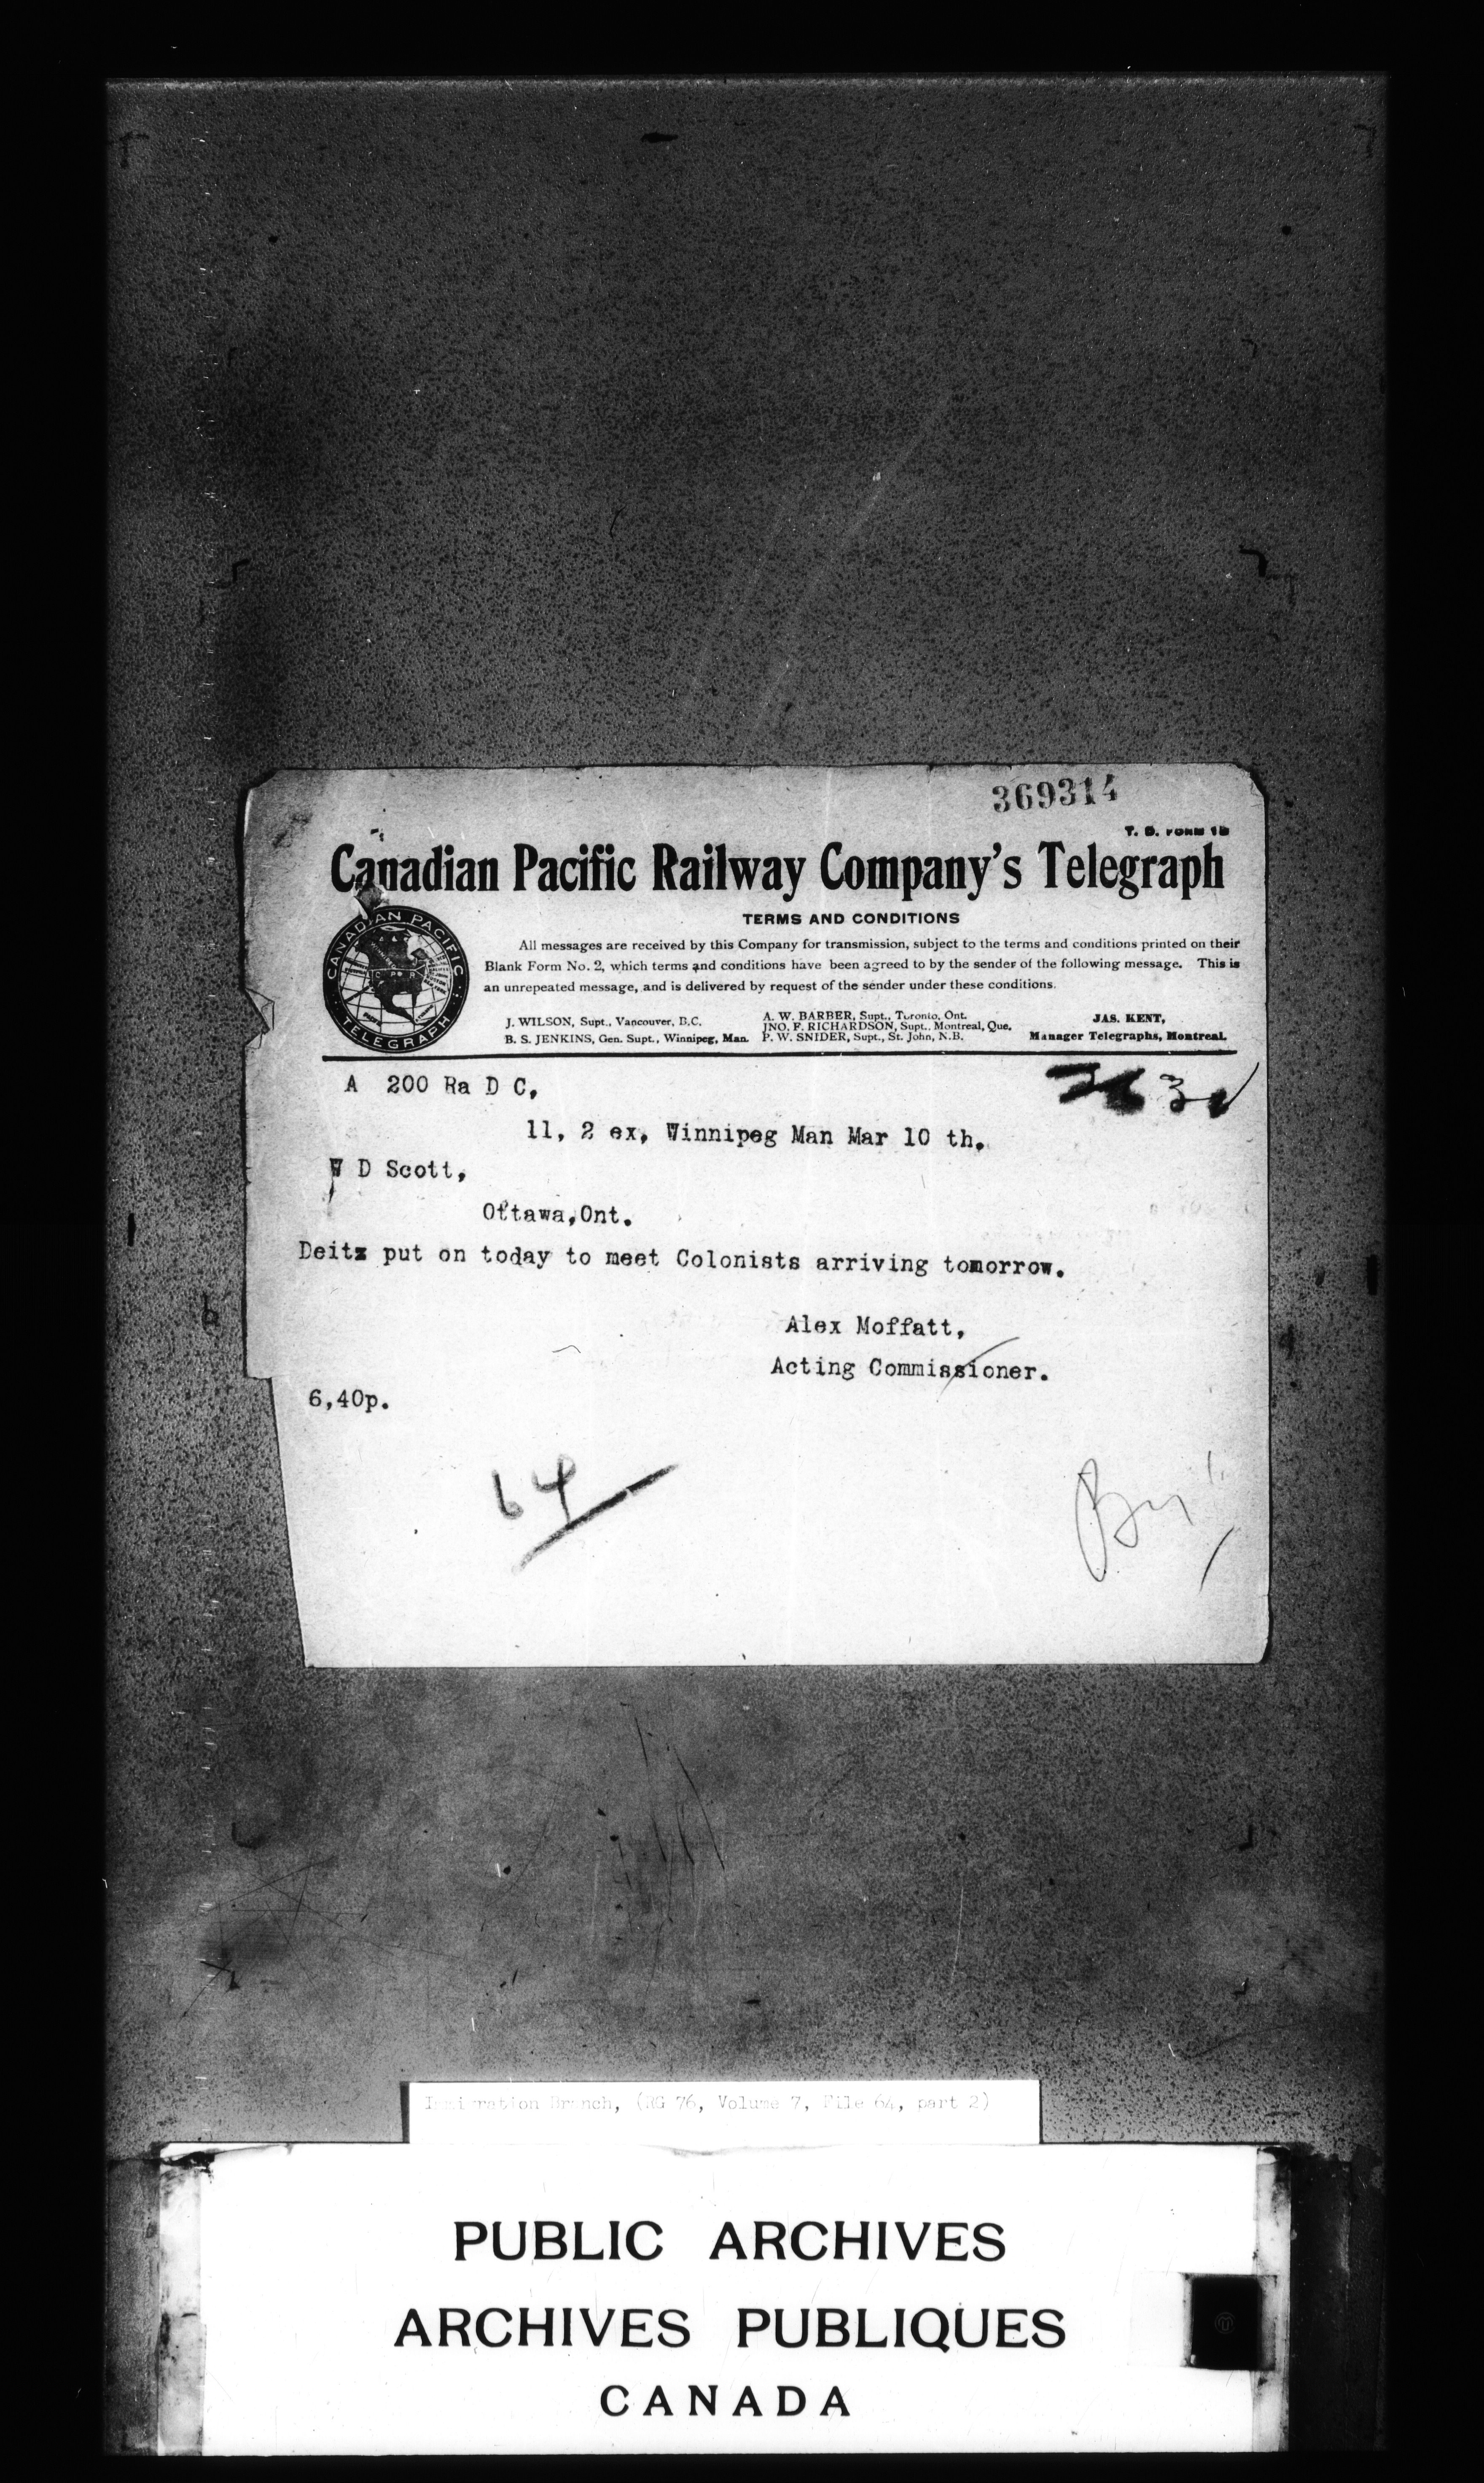 369314
T. D. FORM 1B
Canadian Pacific Railway Company's Telegraph
CANADIAN PACIFIC
TELEGRAPH
TERMS AND CONDITIONS
All messages are received by this Company for transmission, subject to the terms and conditions printed on their
Blank Form No. 2, which terms and conditions have been agreed to by the sender of the following message. This is
an unrepeated message, and is delivered by request of the sender under these conditions.
J. WILSON, Supt., Vancouver, B.C.
B. S. JENKINS, Gen. Supt., Winnipeg, Man.
A. W. BARBER, Supt., Toronto, Ont.
JNO. F. RICHARDSON, Supt., Montreal, Que.
P. W. SNIDER, Supt., St. John, N.B.
JAS. KENT,
Manager Telegraphs, Montreal.
A 200 Ra D C,
11, 2 ex, Winnipeg Man Mar 10 th.
W D Scott,
Ottawa,Ont.
Deitz put on today to meet Colonists arriving tomorrow.
Alex Moffatt,
Acting Commissioner.
6,40p.
64
Immigration Branch, (RG 76, Volume 7, File 64, part 2)
PUBLIC ARCHIVES
ARCHIVES PUBLIQUES
CANADA